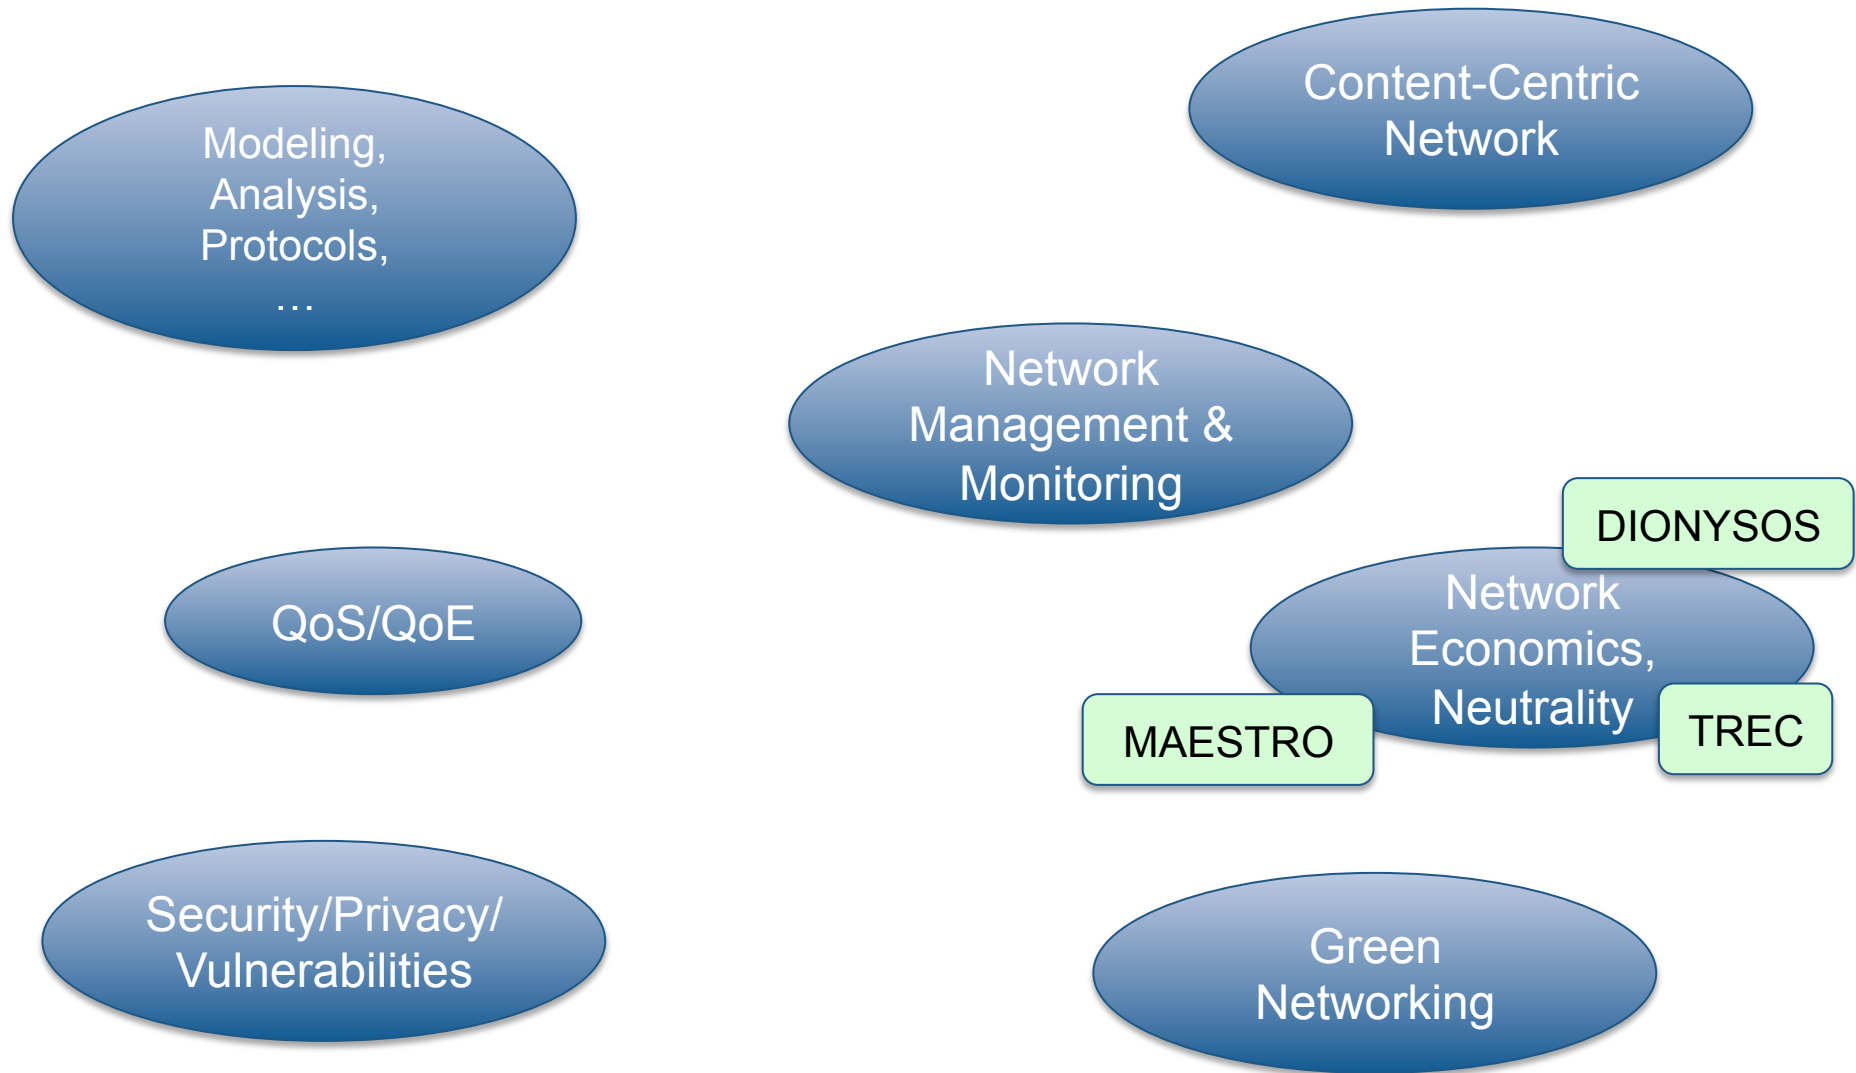 Content-Centric
Network
Modeling,
Analysis,
Protocols,
…
Network
Management &
Monitoring
DIONYSOS
Network
Economics,
Neutrality
QoS/QoE
MAESTRO
TREC
Security/Privacy/
Vulnerabilities
Green
Networking